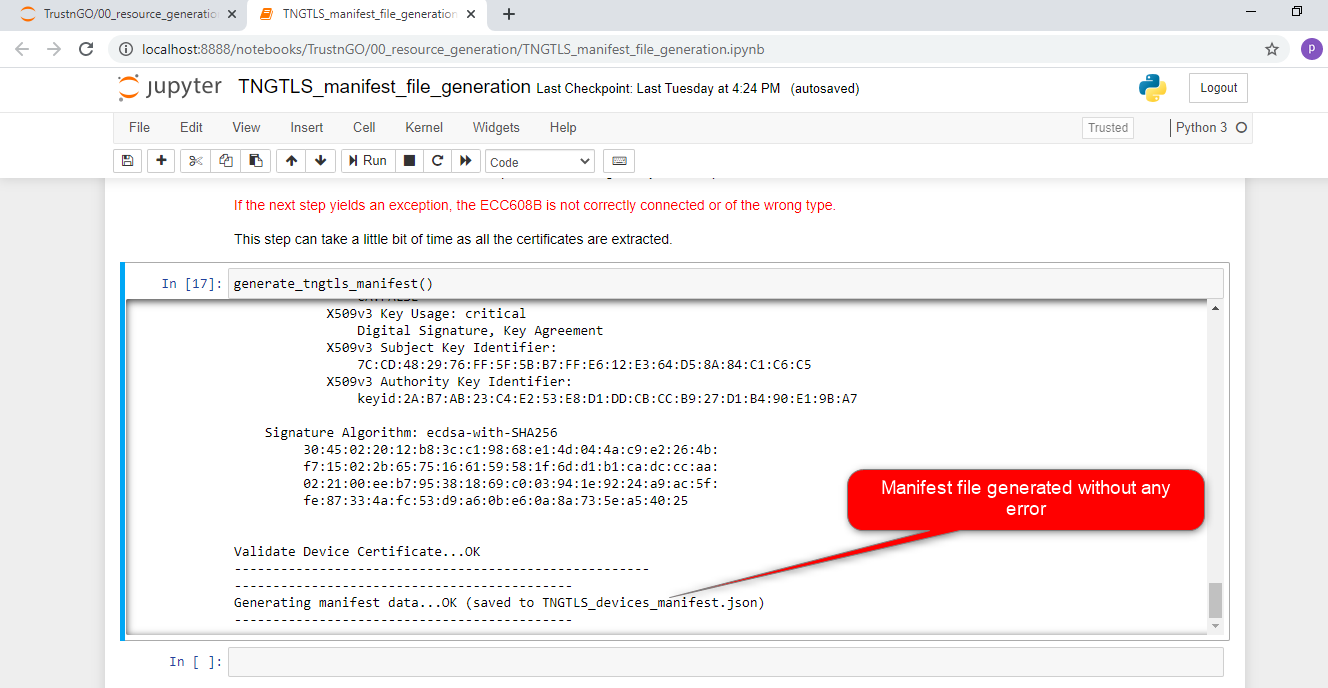 TrustnGO/00_resource_generatio
TNGTLS_manifest_file_generation
localhost:8888/notebooks/TrustnGO/00_resource_generation/TNGTLS_manifest_file_generation.ipynb
p
jupyter TNGTLS_manifest_file_generation Last Checkpoint: Last Tuesday at 4:24 PM (autosaved)
Logout
File Edit View Insert Cell Kernel Widgets Help
Trusted
Python 3
Run
Code
If the next step yields an exception, the ECC608B is not correctly connected or of the wrong type.
This step can take a little bit of time as all the certificates are extracted.
In [17]: generate_tngtls_manifest()
CA:FALSE
X509v3 Key Usage: critical
Digital Signature, Key Agreement
X509v3 Subject Key Identifier:
7C:CD:48:29:76:FF:5F:5B:B7:FF:E6:12:E3:64:D5:8A:84:C1:C6:C5
X509v3 Authority Key Identifier:
keyid:2A:B7:AB:23:C4:E2:53:E8:D1:DD:CB:CC:B9:27:D1:B4:90:E1:9B:A7
Signature Algorithm: ecdsa-with-SHA256
30:45:02:20:12:b8:3c:c1:98:68:e1:4d:04:4a:c9:e2:26:4b:
f7:15:02:2b:65:75:16:61:59:58:1f:6d:d1:b1:ca:dc:cc:aa:
02:21:00:ee:b7:95:38:18:69:c0:03:94:1e:92:24:a9:ac:5f:
fe:87:33:4a:fc:53:d9:a6:0b:e6:0a:8a:73:5e:a5:40:25
Manifest file generated without any
error
Validate Device Certificate...OK
------------------------------------------------------
--------------------------------------------
Generating manifest data...OK (saved to TNGTLS_devices_manifest.json)
--------------------------------------------
In [ ]: